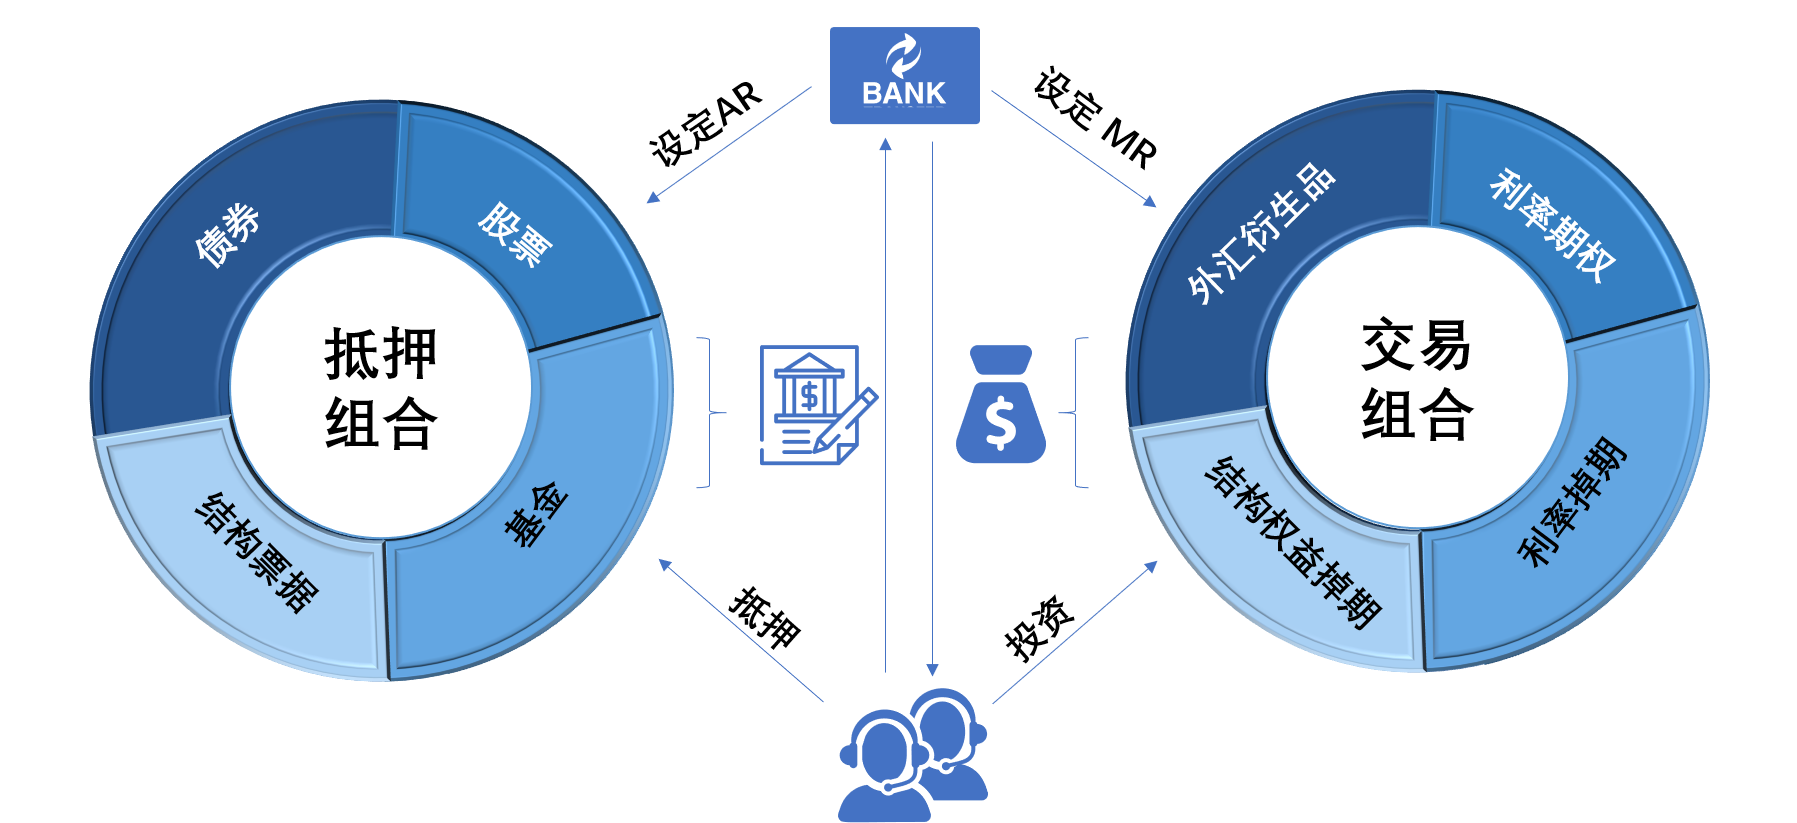 BANK
设定AR
设定 MR
债券
股票
抵押
组合
结构票据
基金
$
$
外汇衍生品
利率期权
交易
组合
结构权益掉期
利率掉期
抵押
投资